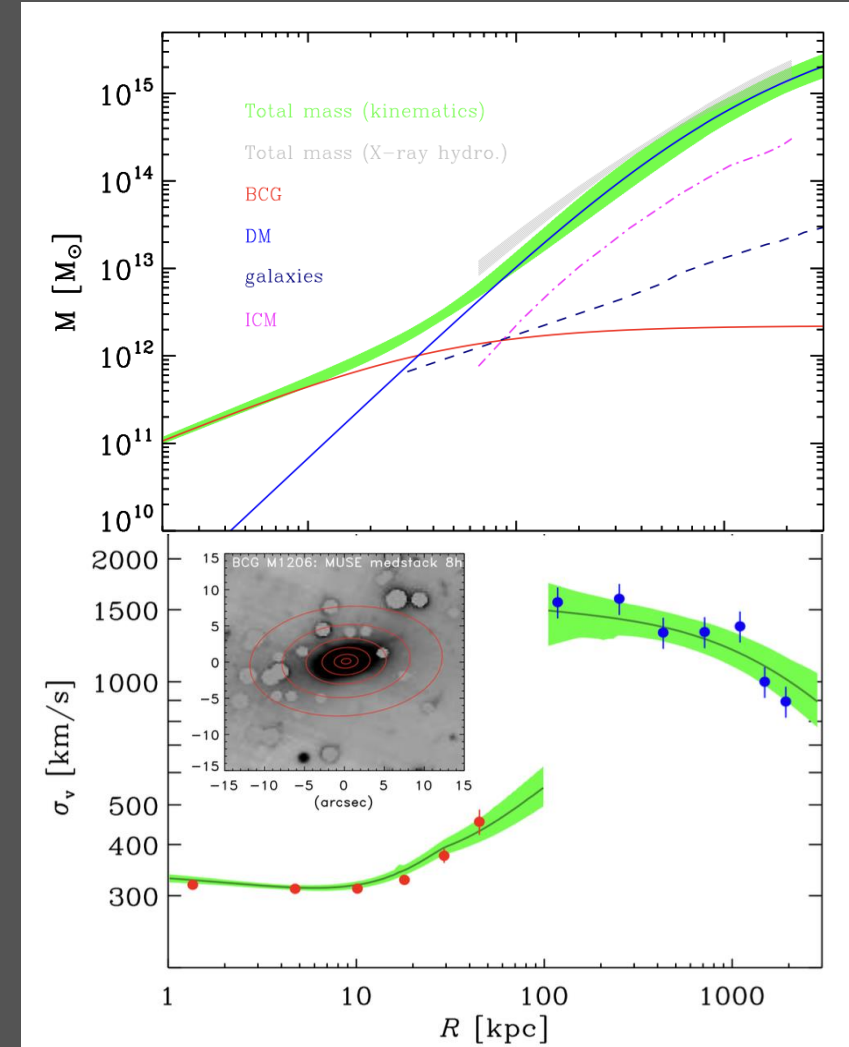 10^15
Total mass (kinematics)
Total mass (X-ray hydro.)
10^14
BCG
DM
10^13
galaxies
ICM
10^12
10^11
10^10
M [M⊙]
2000
1500
1000
500
400
300
σ_v [km/s]
BCG M1206: MUSE medstack 8h
15
10
5
0
−5
−10
−15
−15 −10 −5 0 5 10 15
(arcsec)
1 10 100 1000
R [kpc]